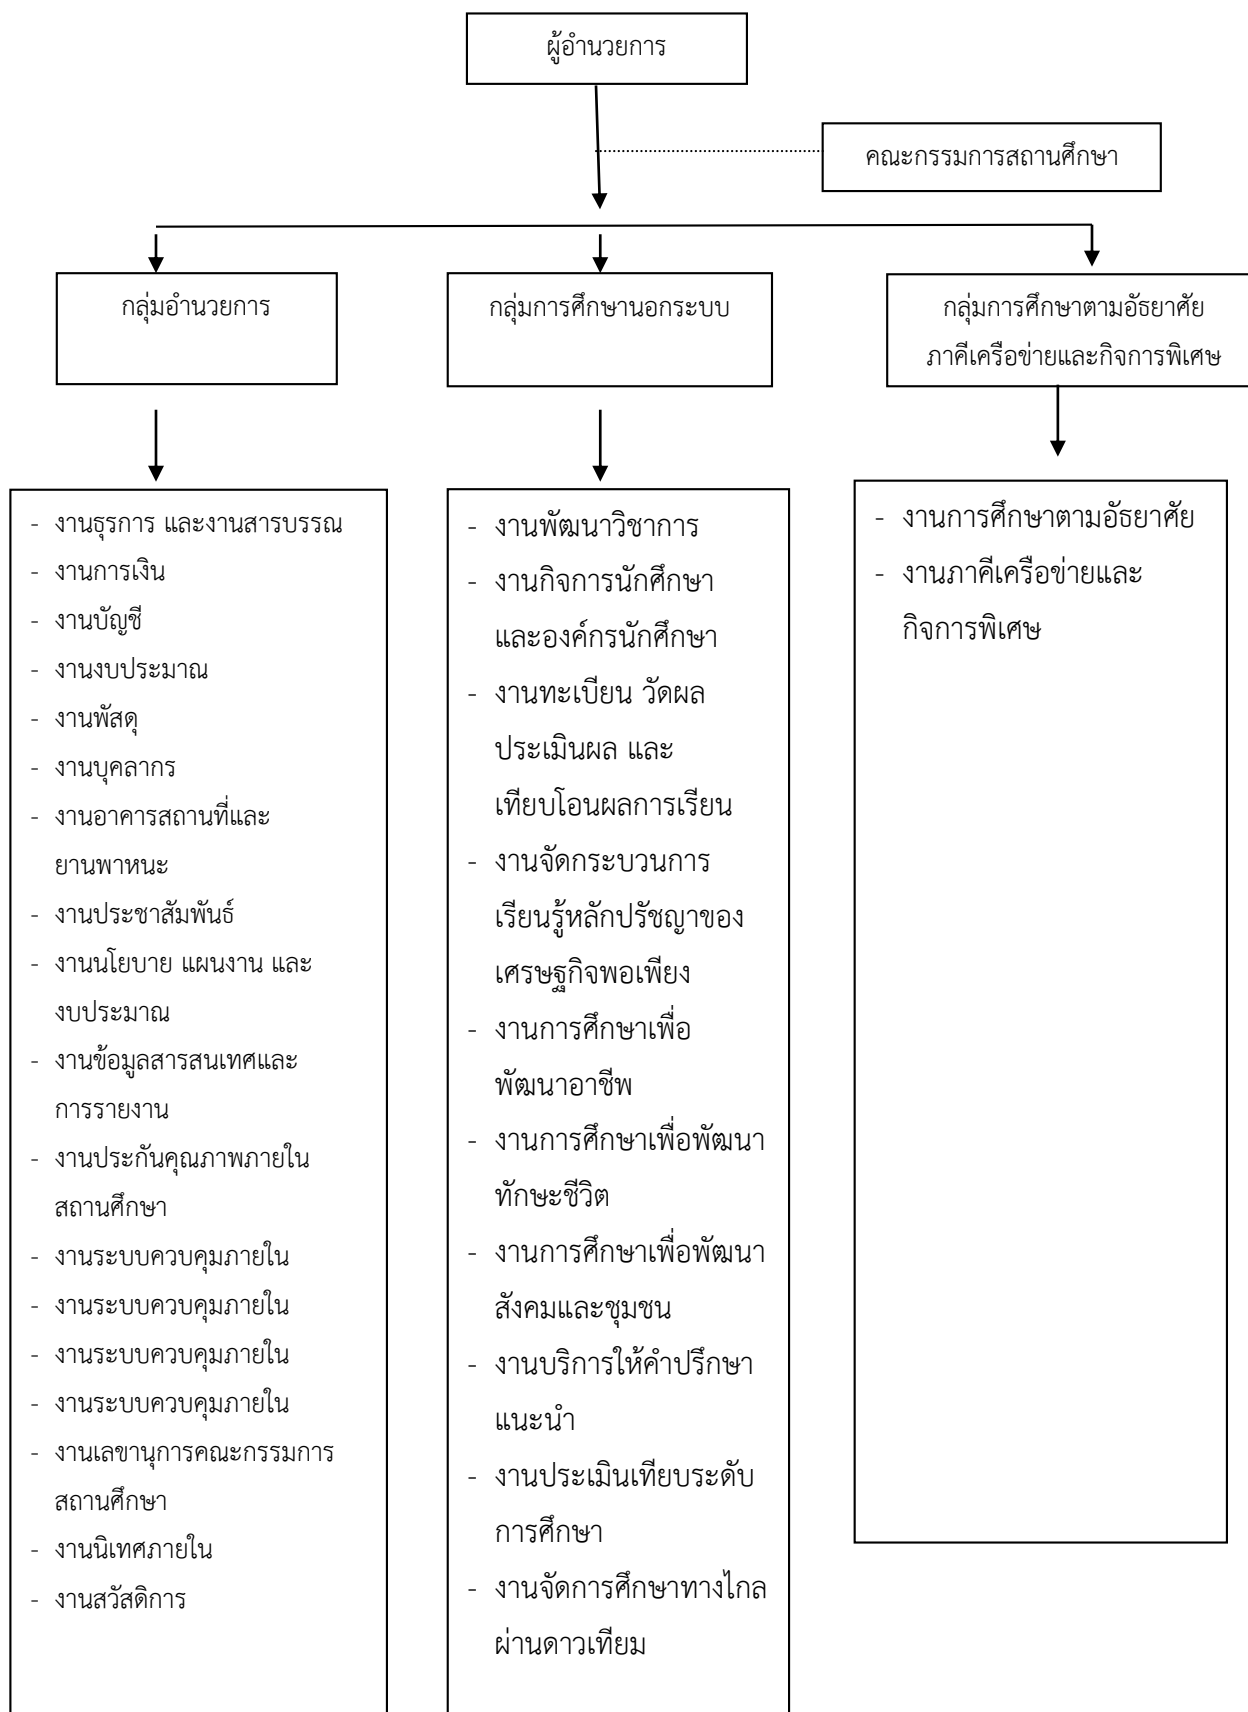 ผู้อำนวยการ
คณะกรรมการสถานศึกษา
กลุ่มอำนวยการ
กลุ่มการศึกษานอกระบบ
กลุ่มการศึกษาตามอัธยาศัย
ภาคีเครือข่ายและกิจการพิเศษ
- งานธุรการ และงานสารบรรณ
- งานการเงิน
- งานบัญชี
- งานงบประมาณ
- งานพัสดุ
- งานบุคลากร
- งานอาคารสถานที่และ
ยานพาหนะ
- งานประชาสัมพันธ์
- งานนโยบาย แผนงาน และ
งบประมาณ
- งานข้อมูลสารสนเทศและ
การรายงาน
- งานประกันคุณภาพภายใน
สถานศึกษา
- งานระบบควบคุมภายใน
- งานระบบควบคุมภายใน
- งานระบบควบคุมภายใน
- งานระบบควบคุมภายใน
- งานเลขานุการคณะกรรมการ
สถานศึกษา
- งานนิเทศภายใน
- งานสวัสดิการ
- งานพัฒนาวิชาการ
- งานกิจการนักศึกษา
และองค์กรนักศึกษา
- งานทะเบียน วัดผล
ประเมินผล และ
เทียบโอนผลการเรียน
- งานจัดกระบวนการ
เรียนรู้หลักปรัชญาของ
เศรษฐกิจพอเพียง
- งานการศึกษาเพื่อ
พัฒนาอาชีพ
- งานการศึกษาเพื่อพัฒนา
ทักษะชีวิต
- งานการศึกษาเพื่อพัฒนา
สังคมและชุมชน
- งานบริการให้คำปรึกษา
แนะนำ
- งานประเมินเทียบระดับ
การศึกษา
- งานจัดการศึกษาทางไกล
ผ่านดาวเทียม
- งานการศึกษาตามอัธยาศัย
- งานภาคีเครือข่ายและ
กิจการพิเศษ